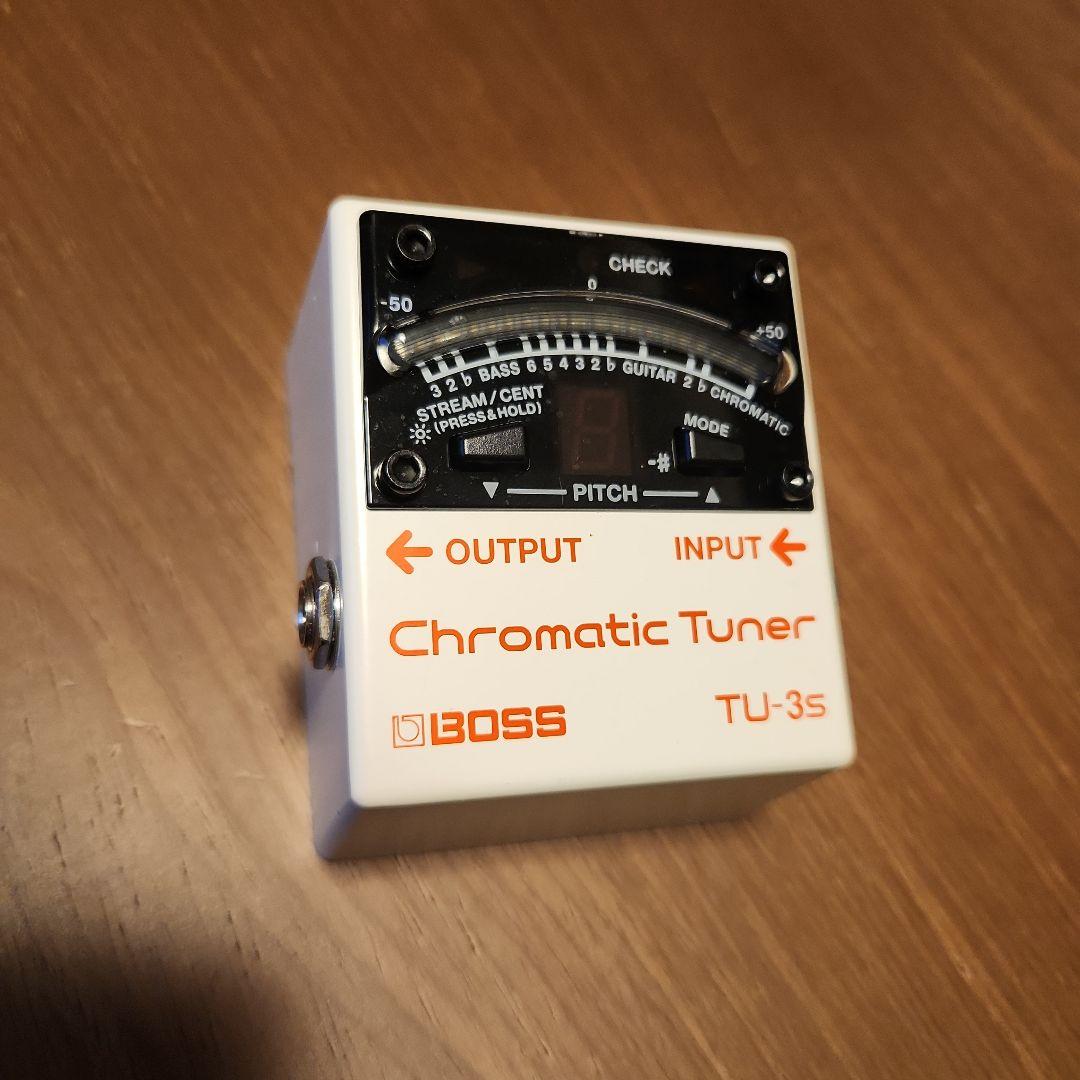 CHECK
0
-50
+50
3 2 ♭ BASS 6 5 4 3 2 ♭ GUITAR 2 ♭ CHROMATIC
STREAM/CENT
(PRESS&HOLD)
MODE
-#
▼ PITCH ▲
← OUTPUT
INPUT ←
Chromatic Tuner
BOSS
TU-3s